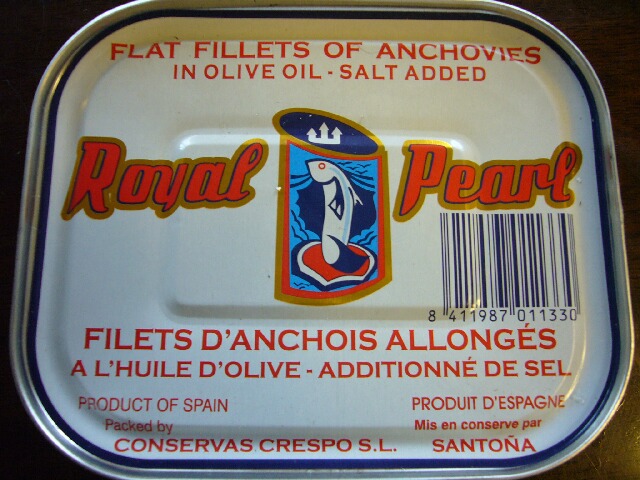 FLAT FILLETS OF ANCHOVIES
IN OLIVE OIL - SALT ADDED
Royal Pearl
8 411987 011330
FILETS D'ANCHOIS ALLONGÉS
A L'HUILE D'OLIVE - ADDITIONNÉ DE SEL
PRODUCT OF SPAIN PRODUIT D'ESPAGNE
Packed by Mis en conserve par
CONSERVAS CRESPO S.L. SANTOÑA